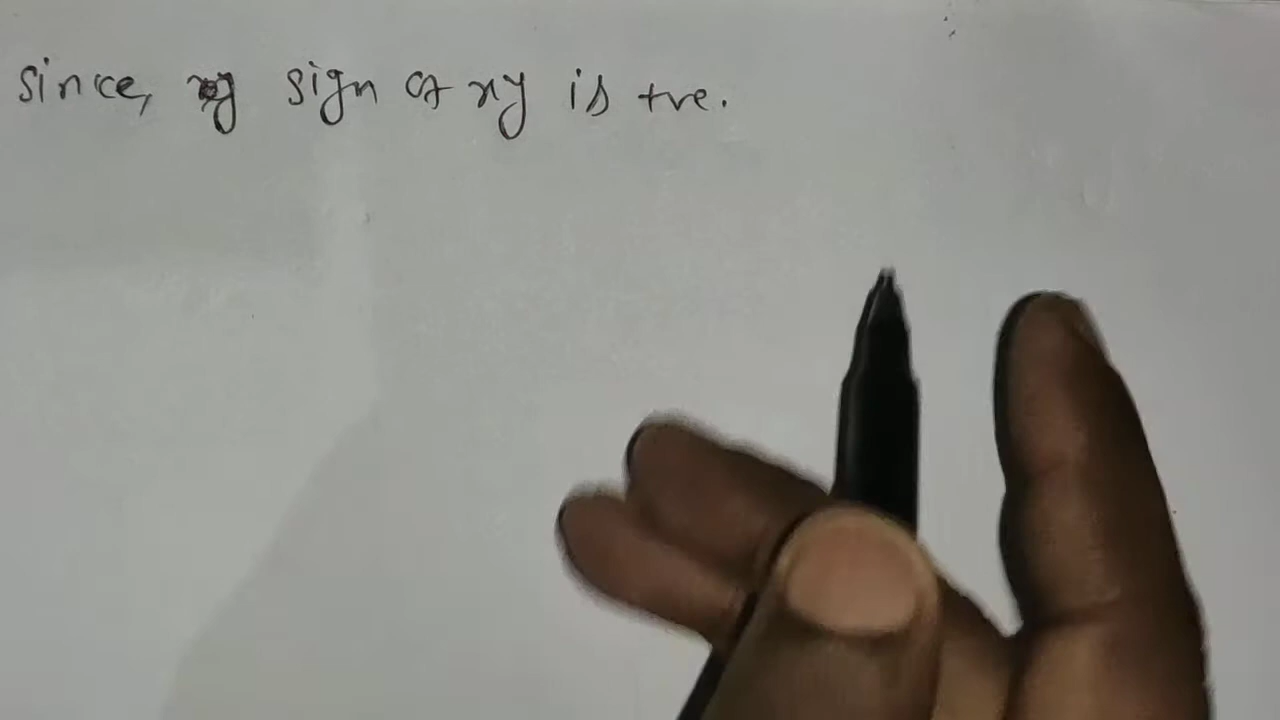 since, sign of xy is +ve.